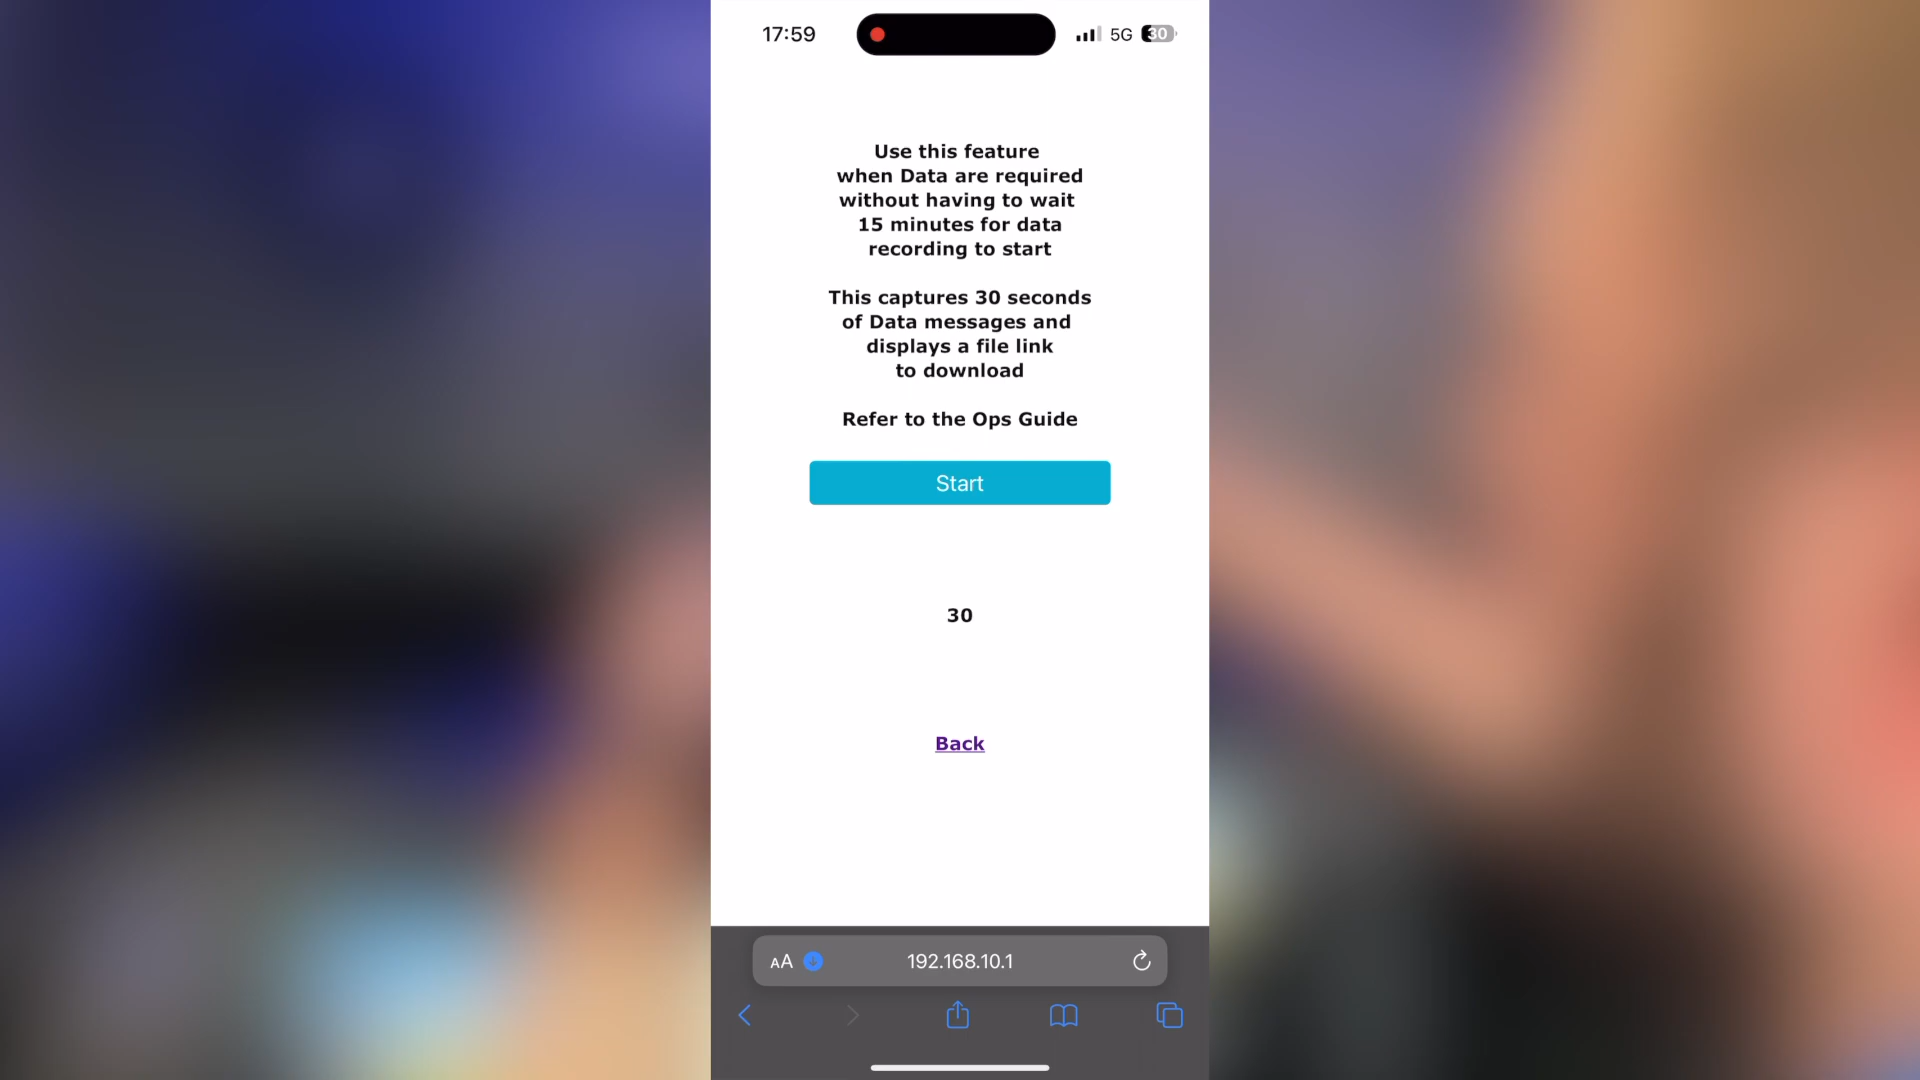 17:59
5G
30
Use this feature
when Data are required
without having to wait
15 minutes for data
recording to start
This captures 30 seconds
of Data messages and
displays a file link
to download
Refer to the Ops Guide
Start
30
Back
AA
192.168.10.1